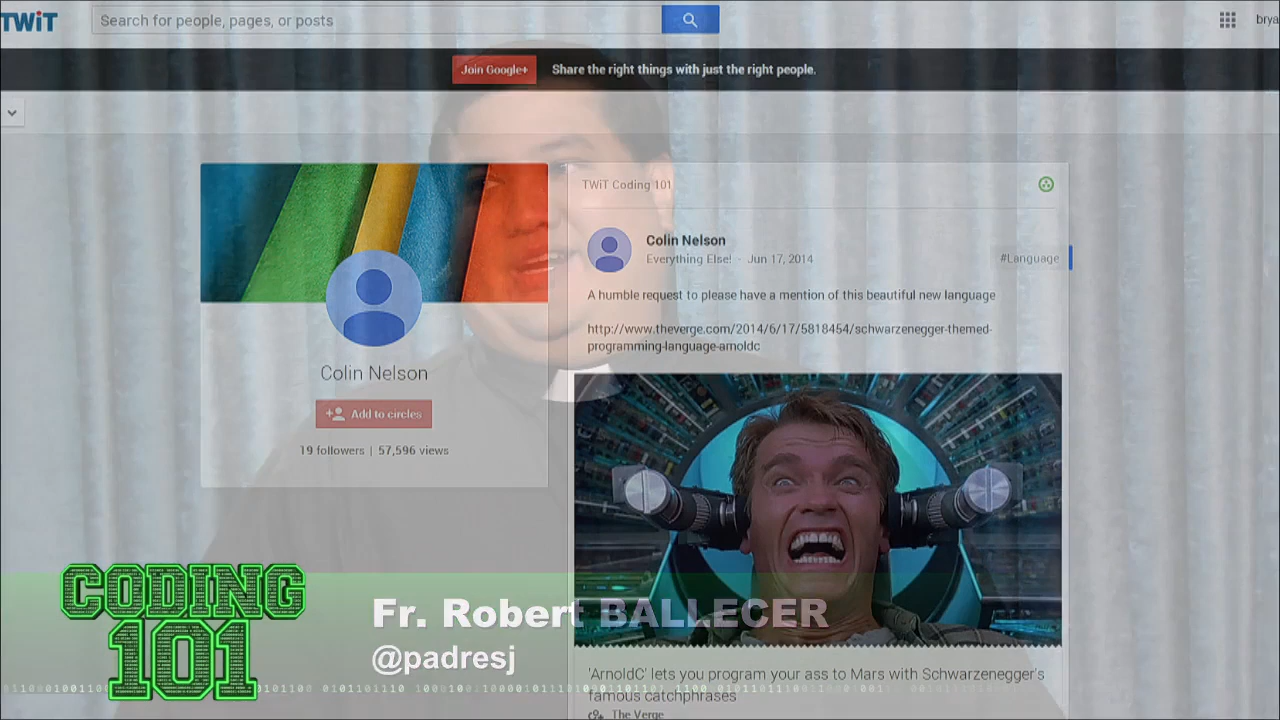 TWiT
Search for people, pages, or posts
brya
Join Google+
Share the right things with just the right people.
TWiT Coding 101
Colin Nelson
Everything Else! - Jun 17, 2014
#Language
A humble request to please have a mention of this beautiful new language
http://www.theverge.com/2014/6/17/5818454/schwarzenegger-themed-
programming-language-arnoldc
Colin Nelson
Add to circles
19 followers | 57,596 views
CODING
101
Fr. Robert BALLECER
@padresj
'ArnoldC' lets you program your ass to Mars with Schwarzenegger's
famous catchphrases
The Verge